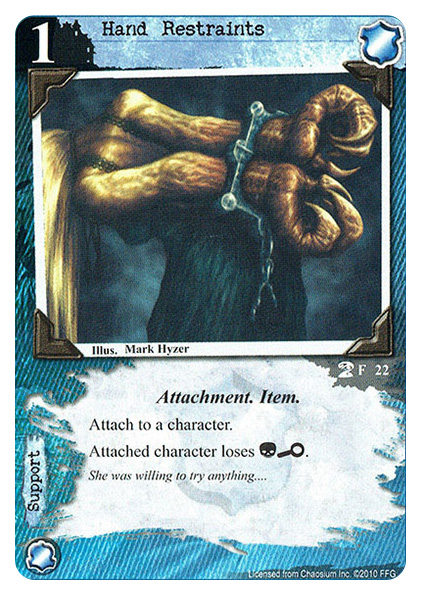 1
Hand Restraints
Illus. Mark Hyzer
F 22
Attachment. Item.
Attach to a character.
Attached character loses .
She was willing to try anything....
Support
Licensed from Chaosium Inc. ©2010 FFG